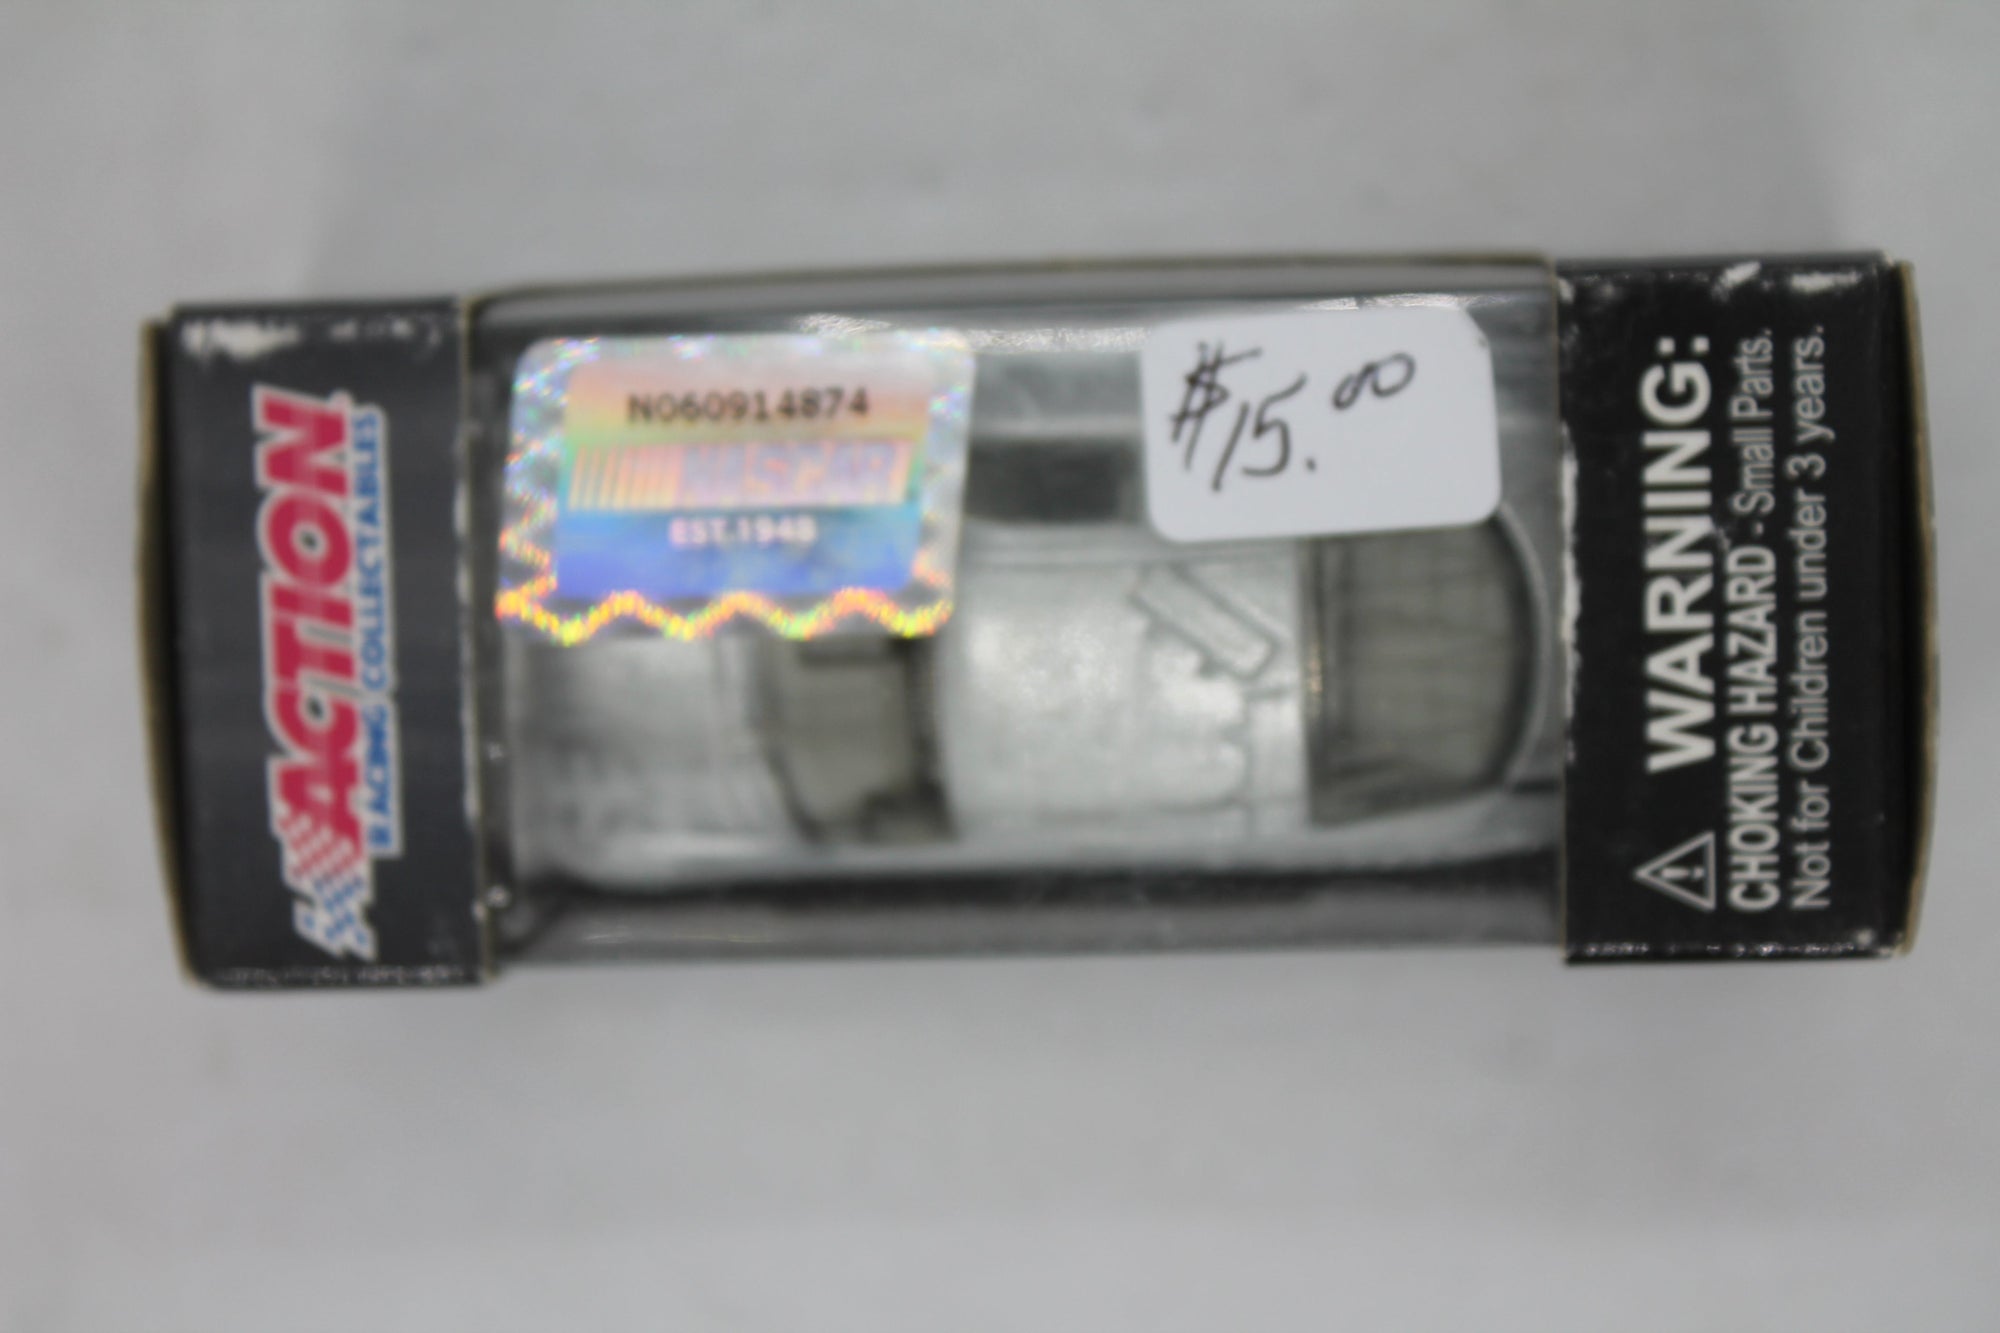 ACTION
RACING COLLECTABLES
N060914874
NASCAR
EST. 1948
$15.00
WARNING:
CHOKING HAZARD - Small Parts.
Not for Children under 3 years.